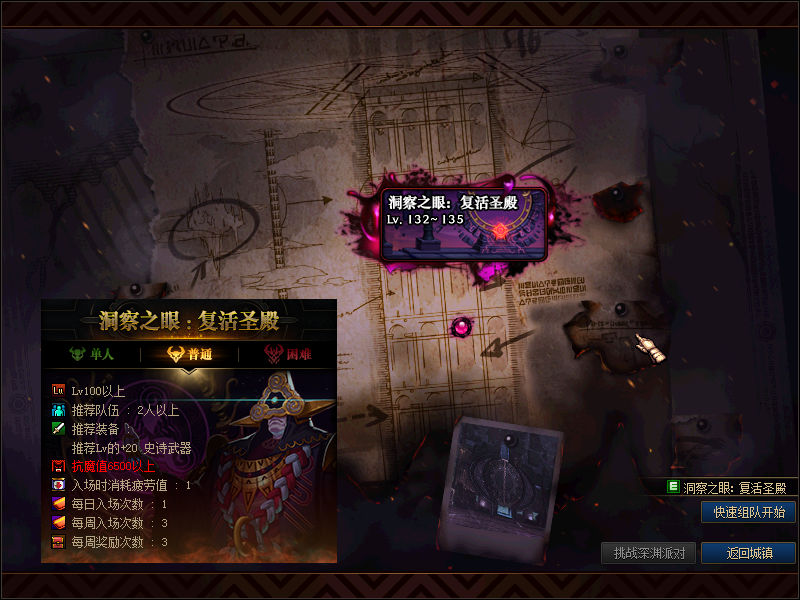 洞察之眼: 复活圣殿
Lv. 132~135
洞察之眼 : 复活圣殿
单人
普通
困难
Lv100以上
推荐队伍 : 2人以上
推荐装备 :
推荐Lv的+20 史诗武器
抗魔值6500以上
入场时消耗疲劳值 : 1
每日入场次数 : 1
每周入场次数 : 3
每周奖励次数 : 3
E 洞察之眼: 复活圣殿
快速组队开始
挑战深渊派对
返回城镇